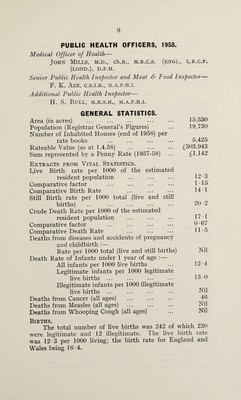 9
PUBLIC HEALTH OFFICERS, 1958.
Medical Officer of Health—
JOHN MILLS, M.D., Ch.B., M.R.C.S. (ENG)., L.R.C.P.
(LOND.), D.P.H.
Senior Public Health Inspector and Meat & Food Inspector—
F. K. ABE, C.S.I.B., M.A.P.H.I.
Additional Public Health Inspector—
H. S. BULL, M.R.S.H., M.A.P.H.I.
GENERAL STATISTICS.
Area (in acres) ... ... ... ... ... 15,530
Population (Registrar General's Figures) ... 19,730
Number of Inhabited Houses (end of 1958) per
rate books ... ... ... ... 5,425
Rateable Value (as at 1.4.58) ... ... ... £303,943
Sum represented by a Penny Rate (1957-58) ... £1,142
EXTRACTS FROM VITAL STATISTICS.
Live Birth rate per 1000 of the estimated
resident population ... ... ... 12·3
Comparative factor ... ... ... ... 1·15
Comparative Birth Rate ... ... ... 14·1
Still Birth rate per 1000 total (live and still
births) ... ... ... ... ... 20·2
Crude Death Rate per 1000 of the estimated
resident population ... ... ... 17·1
Comparative factor ... ... ... ... 0·67
Comparative Death Rate ... ... ... 11·5
Deaths from diseases and accidents of pregnancy
and childbirth :—
Rate per 1000 total (live and still births) Nil
Death Rate of Infants under 1 year of age :—
All infants per 1000 live births ... 12·4
Legitimate infants per 1000 legitimate
live births ... ... ... ... 13·0
Illegitimate infants per 1000 illegitimate
live births ... ... ... ... Nil
Deaths from Cancer (all ages) ... ... ... 46
Deaths from Measles (all ages) ... ... ... Nil
Deaths from Whooping Cough (all ages) ... Nil
BIRTHS.
The total number of live births was 242 of which 230
were legitimate and 12 illegitimate. The live birth rate
was 12·3 per 1000 living; the birth rate for England and
Wales being 16·4.